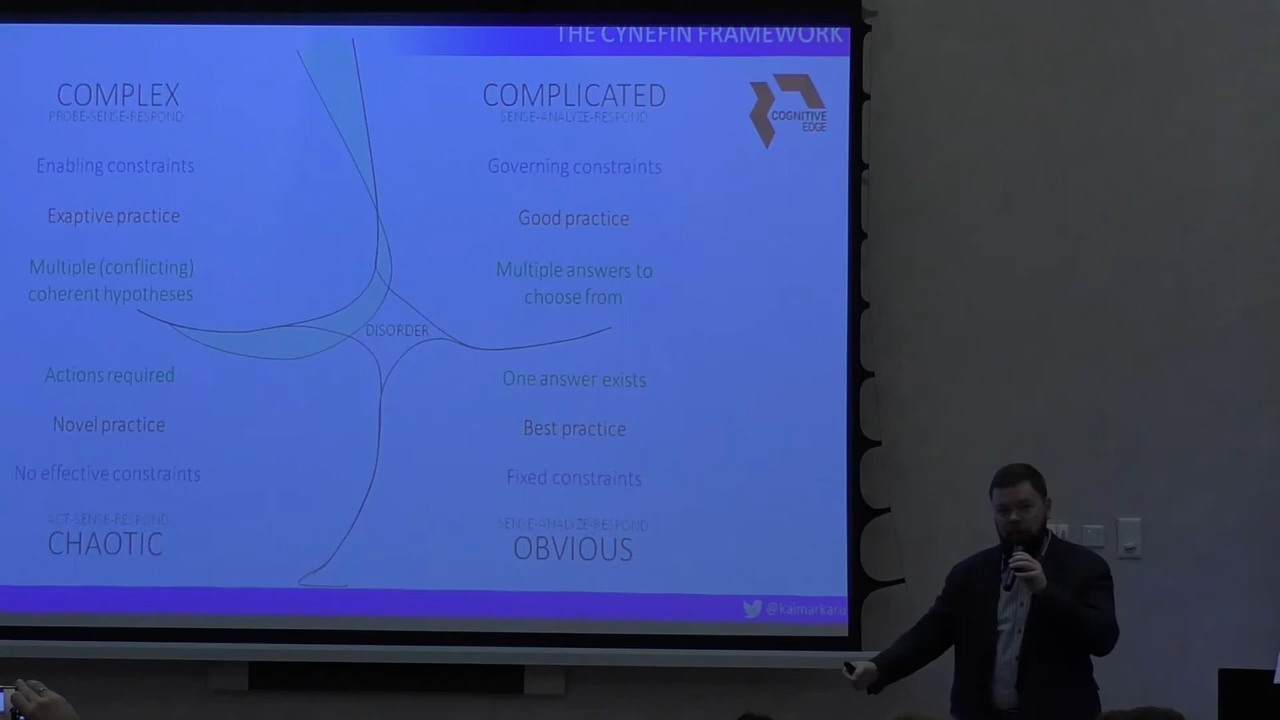 THE CYNEFIN FRAMEWORK
COMPLEX
PROBE-SENSE-RESPOND
Enabling constraints
Exaptive practice
Multiple (conflicting)
coherent hypotheses
COMPLICATED
SENSE-ANALYZE-RESPOND
Governing constraints
Good practice
Multiple answers to
choose from
COGNITIVE
EDGE
DISORDER
Actions required
Novel practice
No effective constraints
ACT-SENSE-RESPOND
CHAOTIC
One answer exists
Best practice
Fixed constraints
SENSE-ANALYZE-RESPOND
OBVIOUS
@kaimarkaru